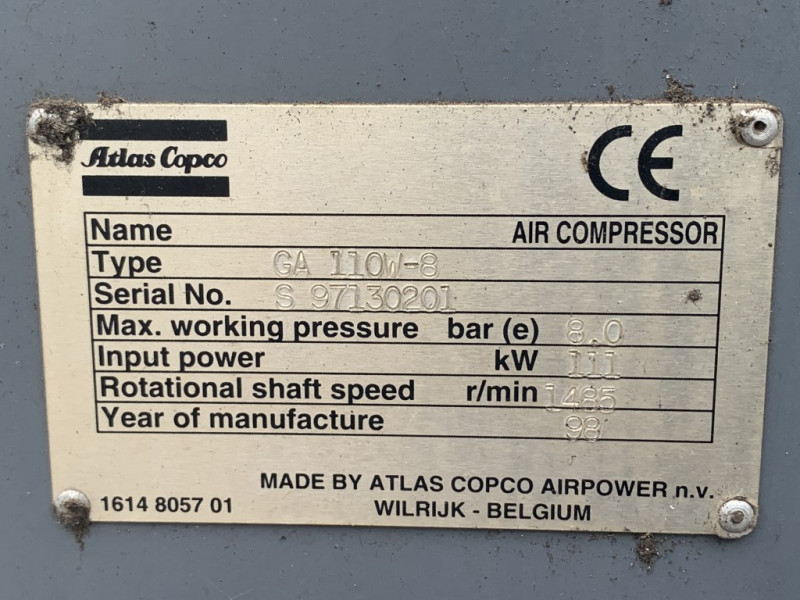 Atlas Copco
CE
Name AIR COMPRESSOR
Type GA 110W-8
Serial No. S 97130201
Max. working pressure bar (e) 8.0
Input power kW 111
Rotational shaft speed r/min 1485
Year of manufacture 98
MADE BY ATLAS COPCO AIRPOWER n.v.
1614 8057 01 WILRIJK - BELGIUM